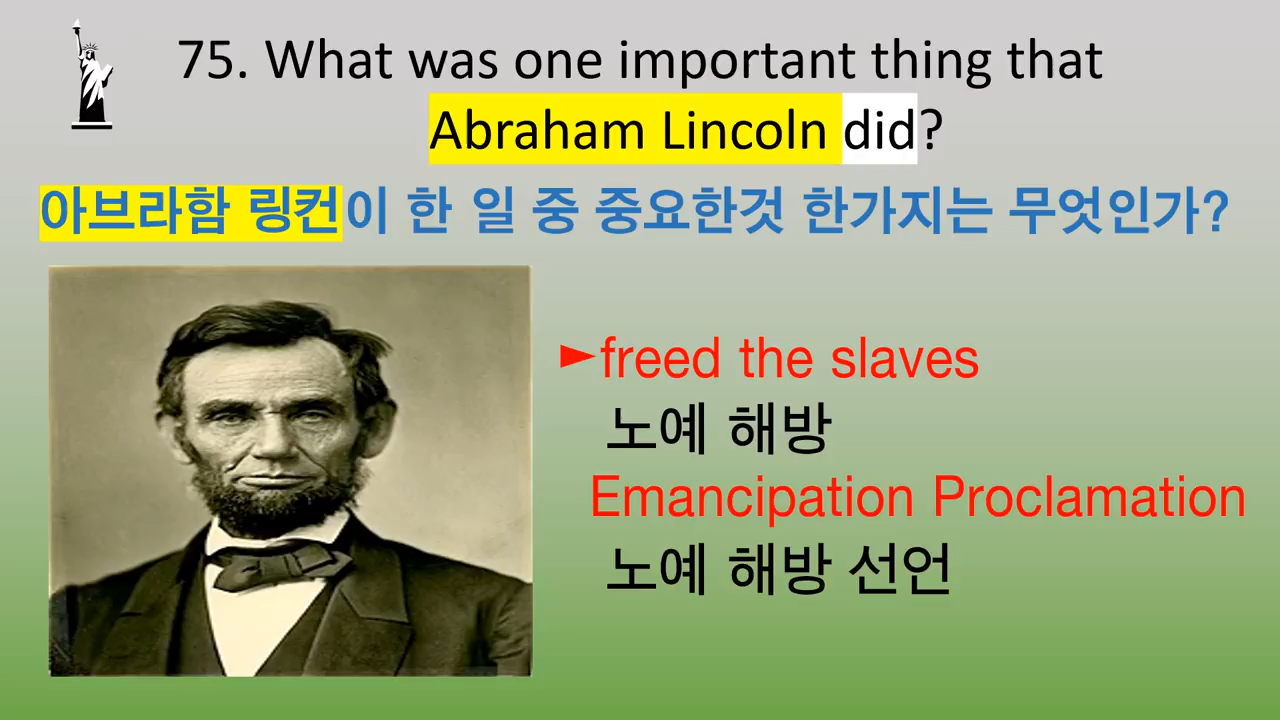 75. What was one important thing that
Abraham Lincoln did?
아브라함 링컨이 한 일 중 중요한것 한가지는 무엇인가?
►freed the slaves
노예 해방
Emancipation Proclamation
노예 해방 선언